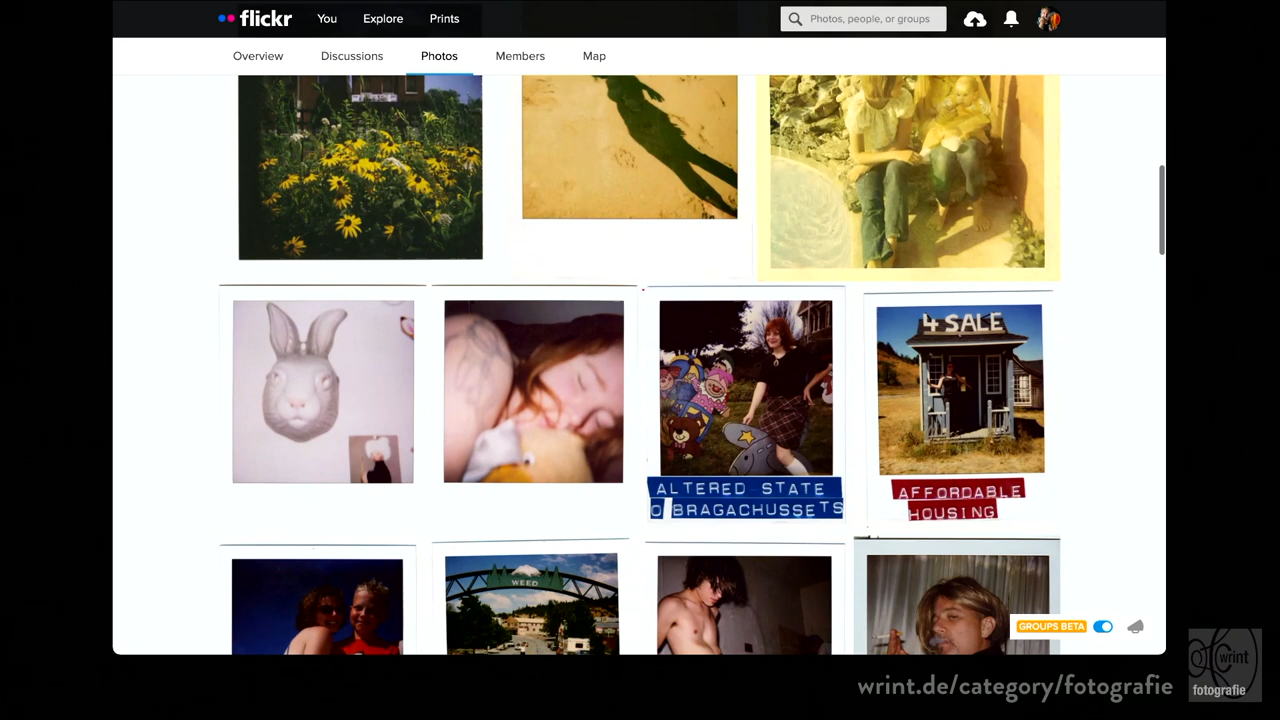 flickr You Explore Prints Photos, people, or groups
Overview Discussions Photos Members Map
4 SALE
ALTERED STATE
O BRAGACHUSSETS
AFFORDABLE
HOUSING
WEED
GROUPS BETA
wrint.de/category/fotografie
wrint
fotografie